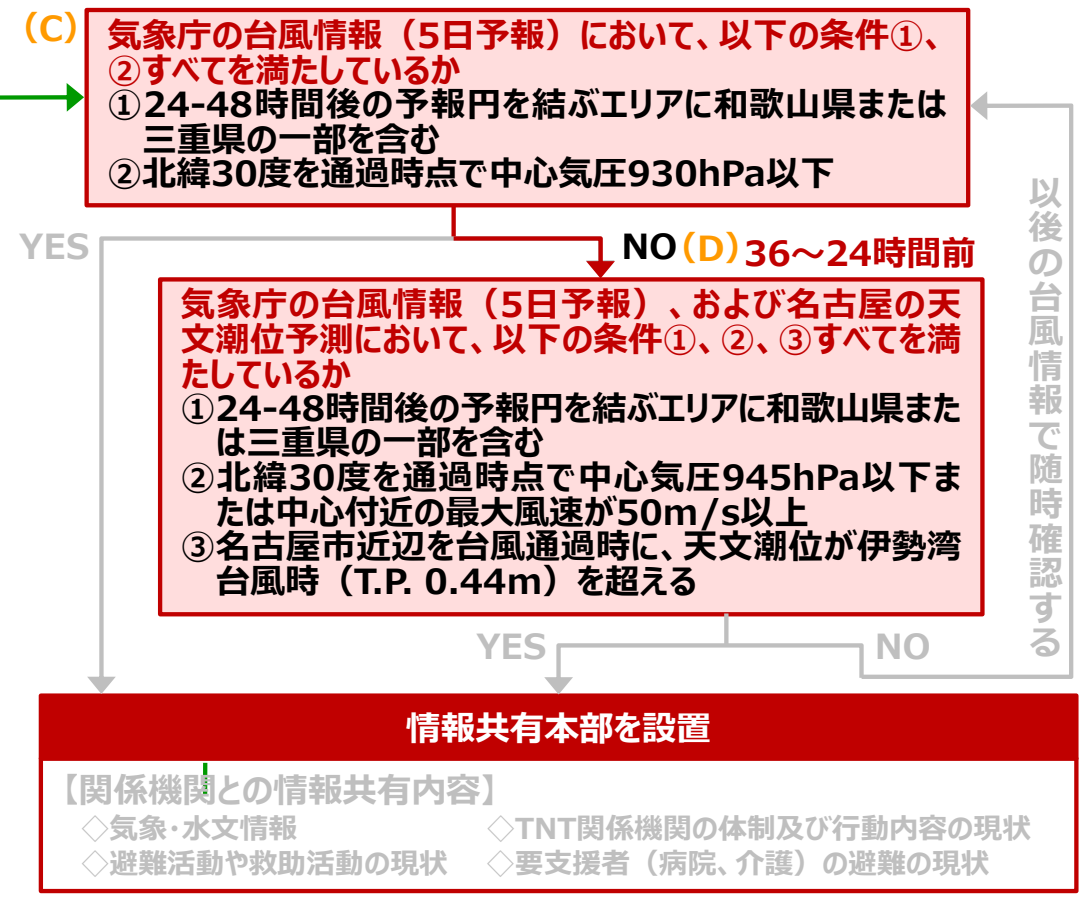 (C)
気象庁の台風情報（5日予報）において、以下の条件①、
②すべてを満たしているか
①24-48時間後の予報円を結ぶエリアに和歌山県または
三重県の一部を含む
②北緯30度を通過時点で中心気圧930hPa以下
YES
NO
(D)
36～24時間前
気象庁の台風情報（5日予報）、および名古屋の天
文潮位予測において、以下の条件①、②、③すべてを満
たしているか
①24-48時間後の予報円を結ぶエリアに和歌山県また
は三重県の一部を含む
②北緯30度を通過時点で中心気圧945hPa以下ま
たは中心付近の最大風速が50m/s以上
③名古屋市近辺を台風通過時に、天文潮位が伊勢湾
台風時（T.P. 0.44m）を超える
以後の台風情報で随時確認する
YES
NO
情報共有本部を設置
【関係機関との情報共有内容】
◇気象･水文情報
◇TNT関係機関の体制及び行動内容の現状
◇避難活動や救助活動の現状
◇要支援者（病院、介護）の避難の現状